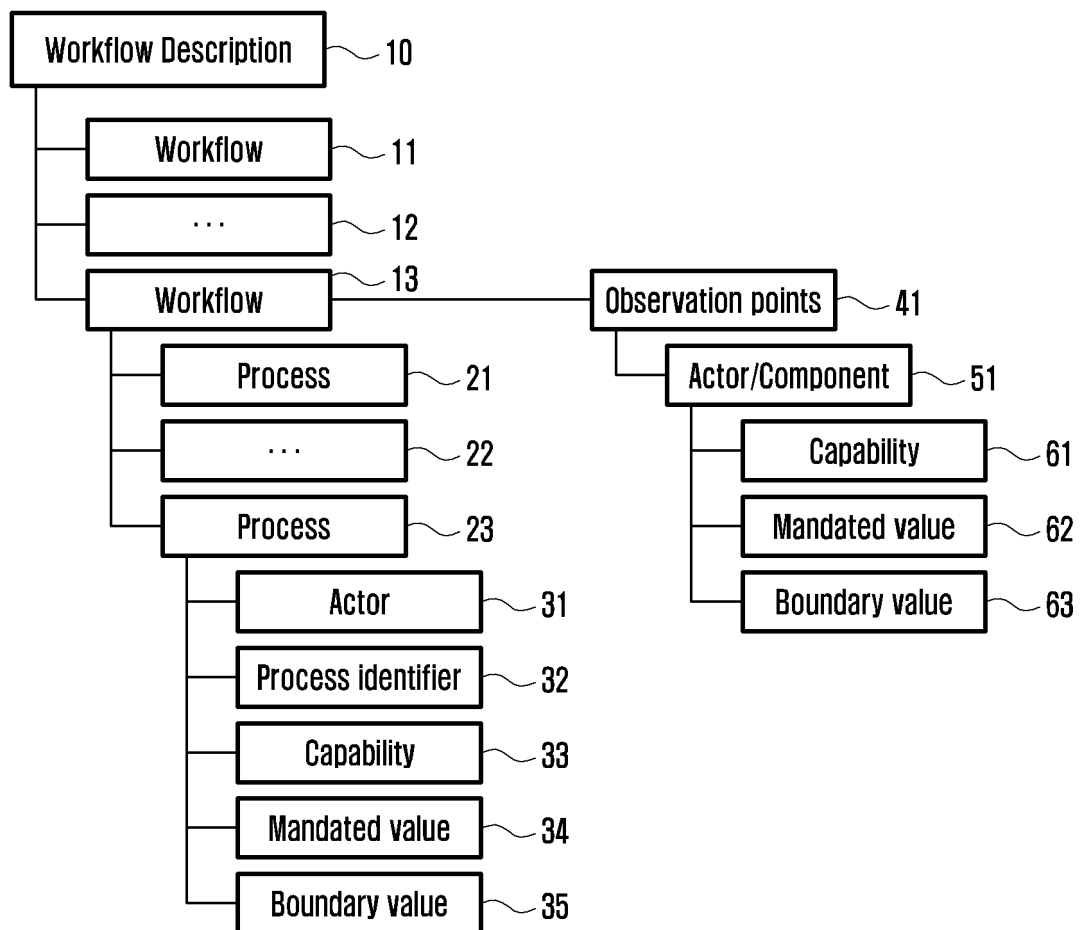 Workflow Description 10
Workflow 11
... 12
Workflow 13
Observation points 41
Process 21
Actor/Component 51
... 22
Capability 61
Process 23
Mandated value 62
Actor 31
Boundary value 63
Process identifier 32
Capability 33
Mandated value 34
Boundary value 35